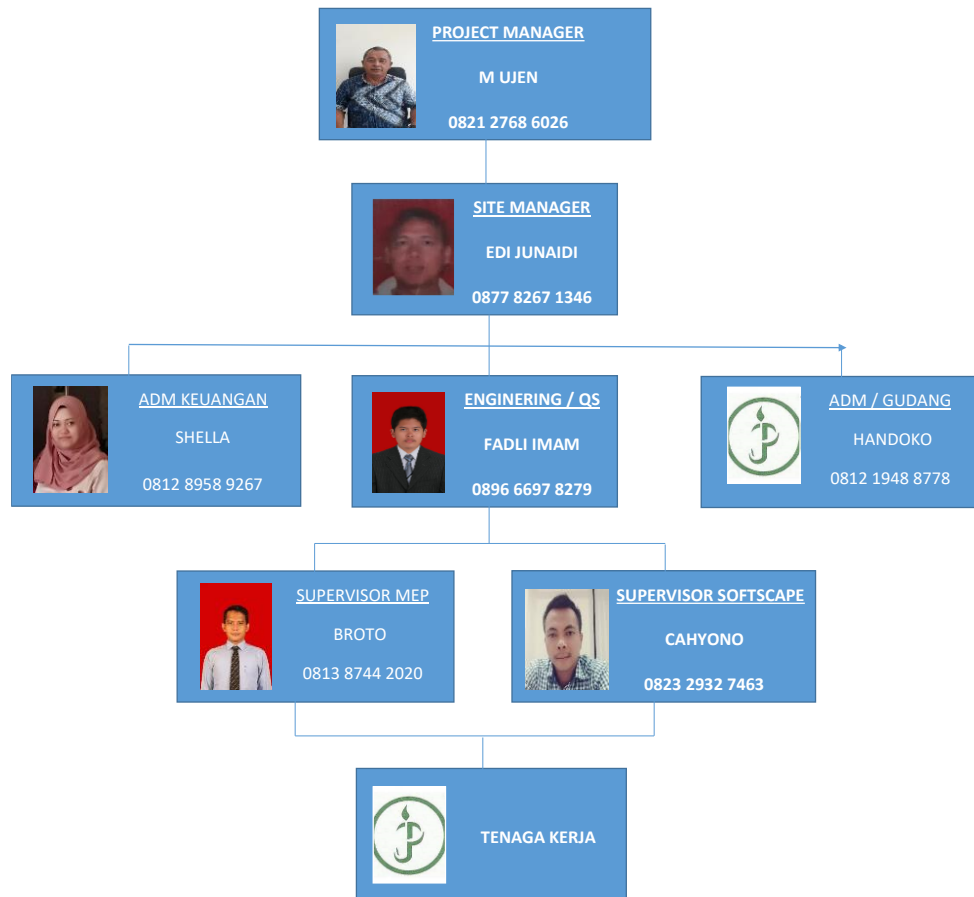 PROJECT MANAGER
M UJEN
0821 2768 6026
SITE MANAGER
EDI JUNAIDI
0877 8267 1346
ADM KEUANGAN
SHELLA
0812 8958 9267
ENGINERING / QS
FADLI IMAM
0896 6697 8279
ADM / GUDANG
HANDOKO
0812 1948 8778
SUPERVISOR MEP
BROTO
0813 8744 2020
SUPERVISOR SOFTSCAPE
CAHYONO
0823 2932 7463
TENAGA KERJA